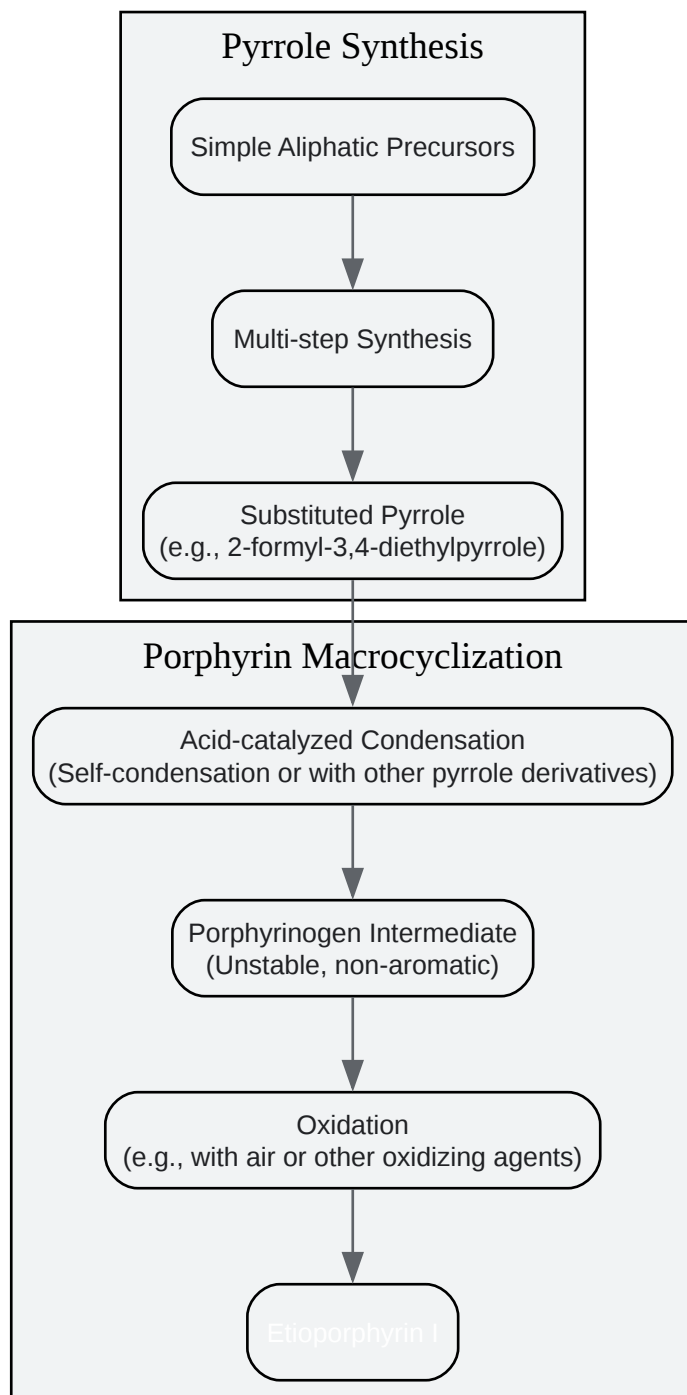 Pyrrole Synthesis
Simple Aliphatic Precursors
Multi-step Synthesis
Substituted Pyrrole
(e.g., 2-formyl-3,4-diethylpyrrole)
Porphyrin Macrocyclization
Acid-catalyzed Condensation
(Self-condensation or with other pyrrole derivatives)
Porphyrinogen Intermediate
(Unstable, non-aromatic)
Oxidation
(e.g., with air or other oxidizing agents)
Etioporphyrin I